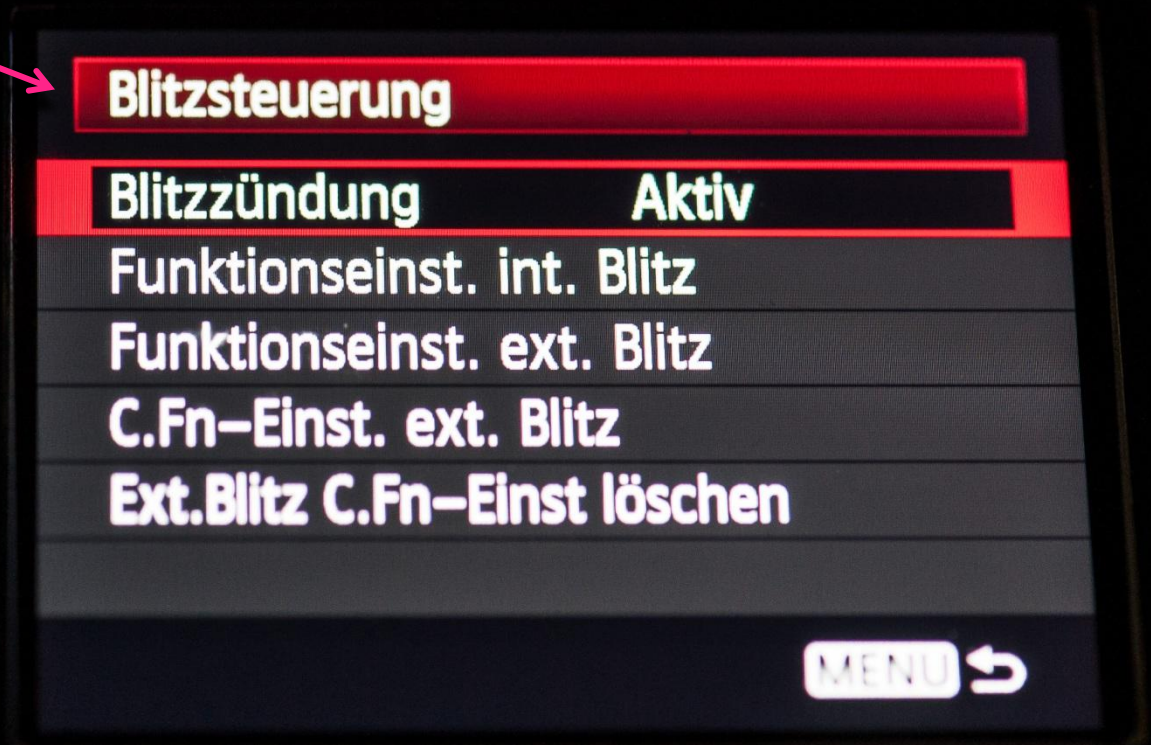 Blitzsteuerung
Blitzzündung Aktiv
Funktionseinst. int. Blitz
Funktionseinst. ext. Blitz
C.Fn–Einst. ext. Blitz
Ext.Blitz C.Fn–Einst löschen
MENU